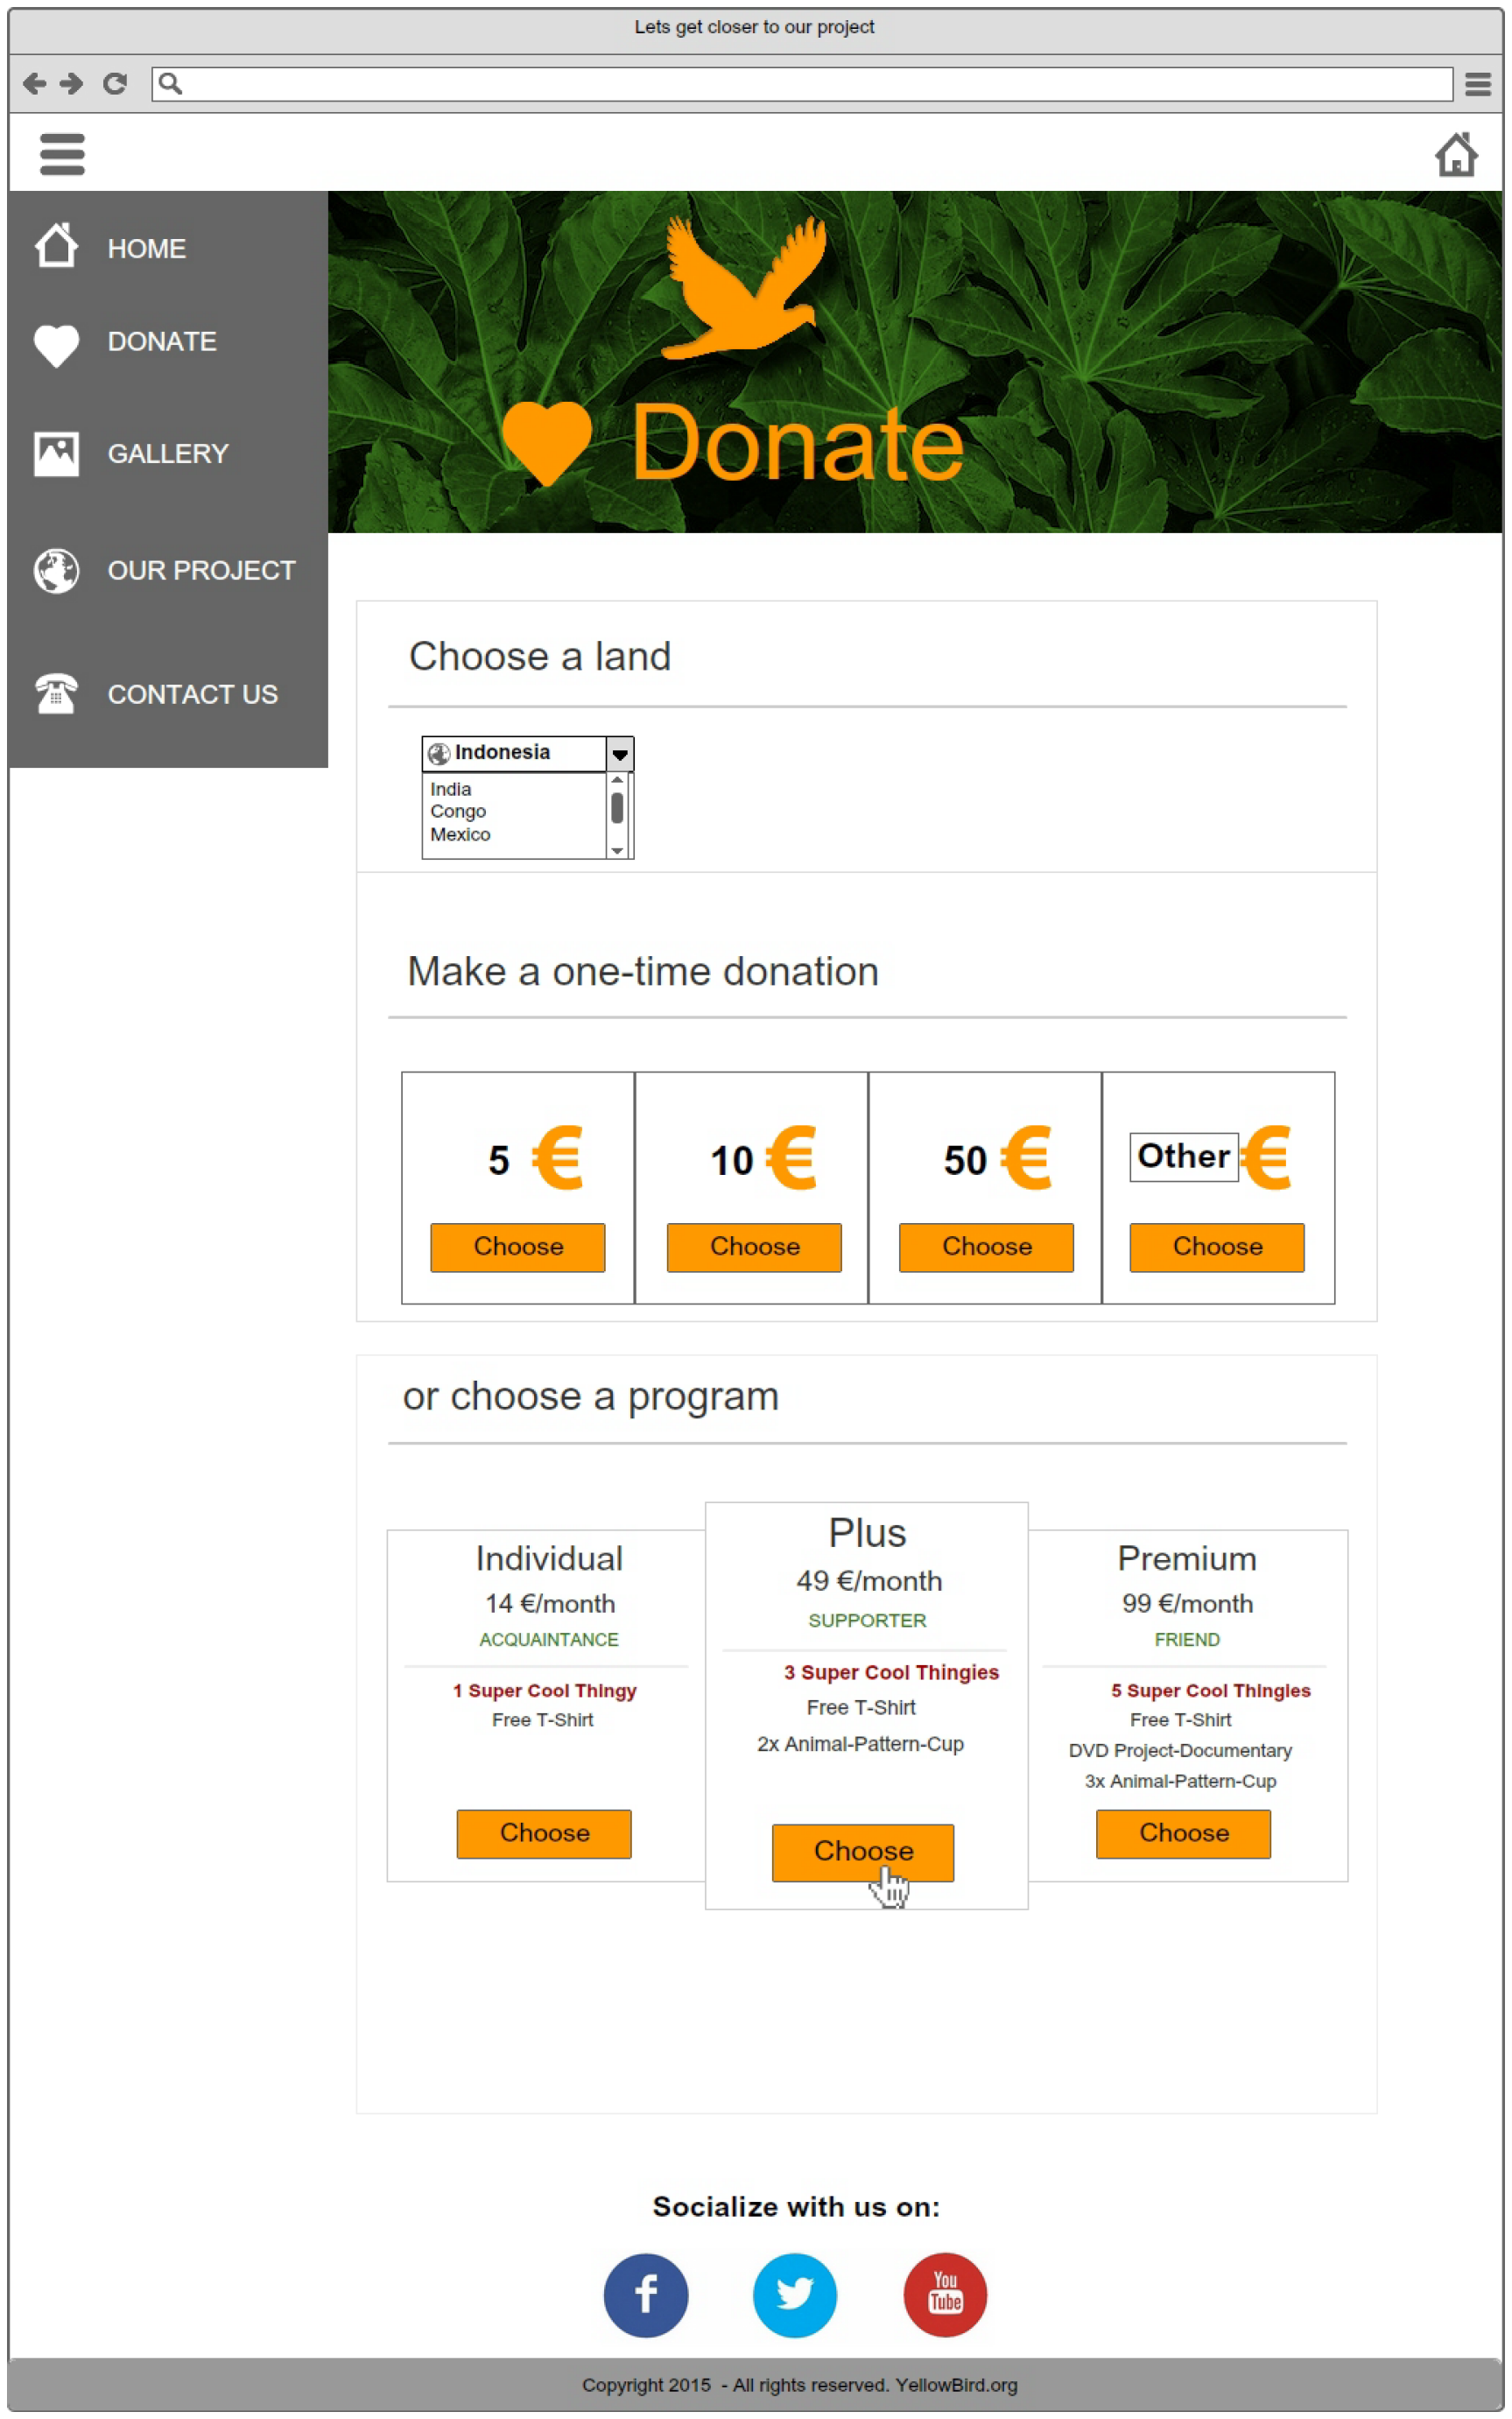 Lets get closer to our project
HOME
DONATE
GALLERY
OUR PROJECT
CONTACT US
Donate
Choose a land
Indonesia
India
Congo
Mexico
Make a one-time donation
5 €
10 €
50 €
Other €
Choose
Choose
Choose
Choose
or choose a program
Individual
14 €/month
ACQUAINTANCE
1 Super Cool Thingy
Free T-Shirt
Choose
Plus
49 €/month
SUPPORTER
3 Super Cool Thingies
Free T-Shirt
2x Animal-Pattern-Cup
Choose
Premium
99 €/month
FRIEND
5 Super Cool Thingies
Free T-Shirt
DVD Project-Documentary
3x Animal-Pattern-Cup
Choose
Socialize with us on:
f
You
Tube
Copyright 2015 - All rights reserved. YellowBird.org